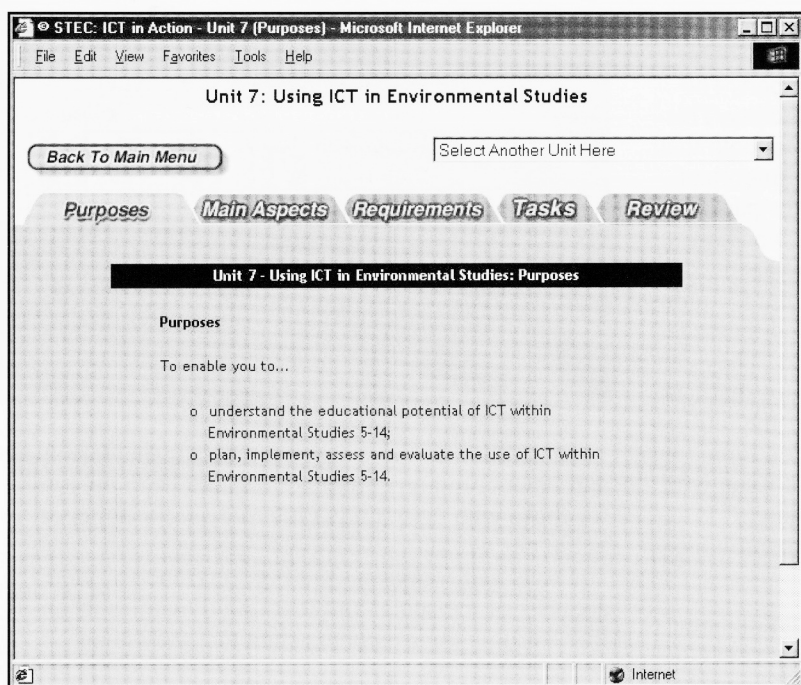 © STEC: ICT in Action - Unit 7 (Purposes) - Microsoft Internet Explorer
File Edit View Favorites Tools Help
Unit 7: Using ICT in Environmental Studies
Back To Main Menu
Select Another Unit Here
Purposes Main Aspects Requirements Tasks Review
Unit 7 - Using ICT in Environmental Studies: Purposes
Purposes
To enable you to...
o understand the educational potential of ICT within
Environmental Studies 5-14;
o plan, implement, assess and evaluate the use of ICT within
Environmental Studies 5-14.
Internet